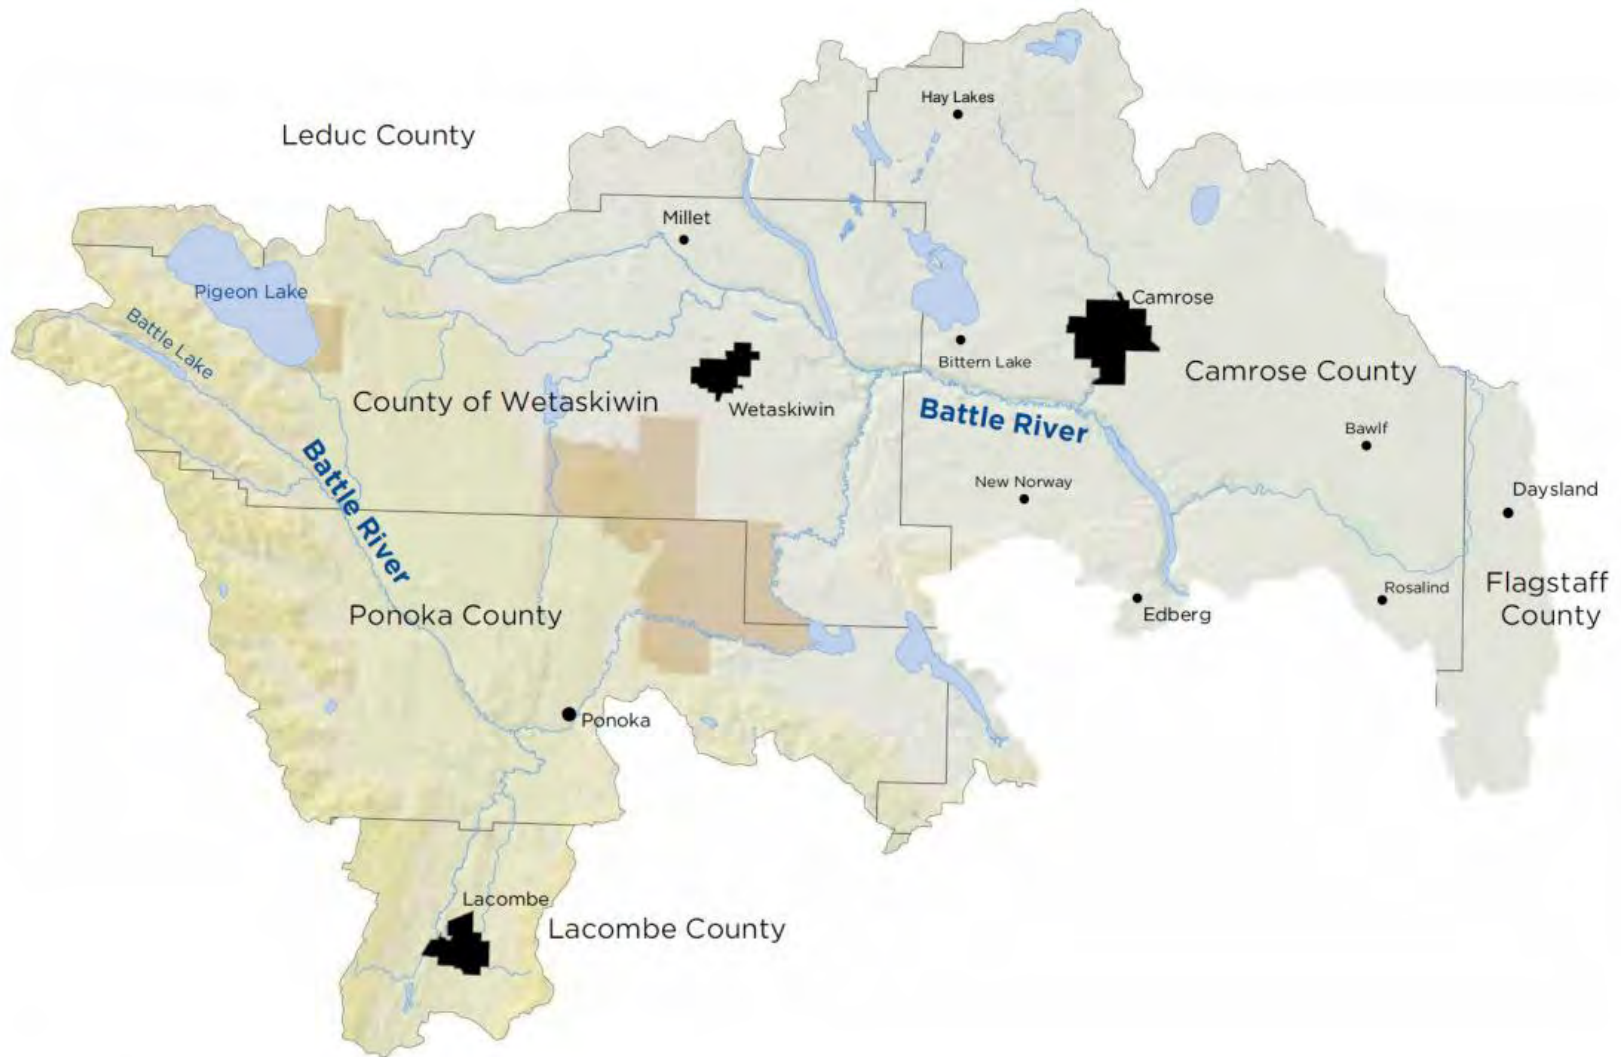 Hay Lakes
Leduc County
Millet
Pigeon Lake
Camrose
Battle Lake
Bittern Lake
Camrose County
County of Wetaskiwin
Wetaskiwin
Battle River
Bawlf
Battle River
New Norway
Daysland
Rosalind
Flagstaff
County
Ponoka County
Edberg
Ponoka
Lacombe
Lacombe County